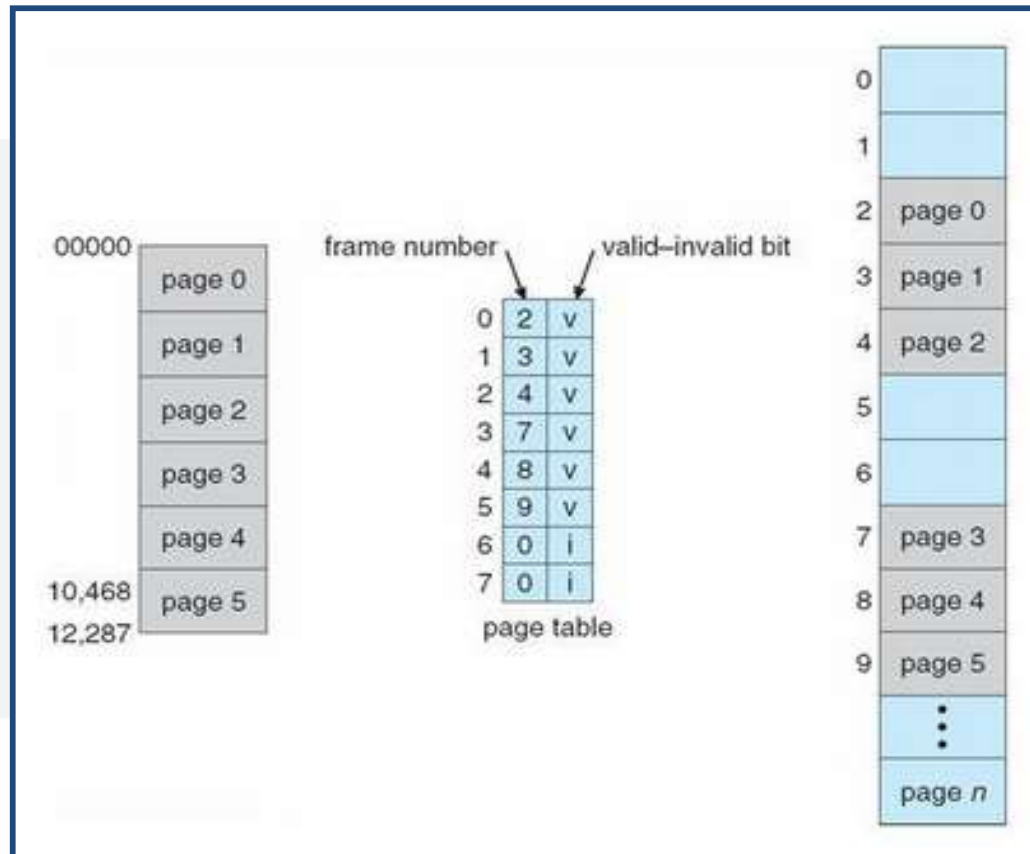 00000
page 0
page 1
page 2
page 3
page 4
10,468
page 5
12,287
frame number
valid–invalid bit
0 2 v
1 3 v
2 4 v
3 7 v
4 8 v
5 9 v
6 0 i
7 0 i
page table
0
1
2 page 0
3 page 1
4 page 2
5
6
7 page 3
8 page 4
9 page 5
page n